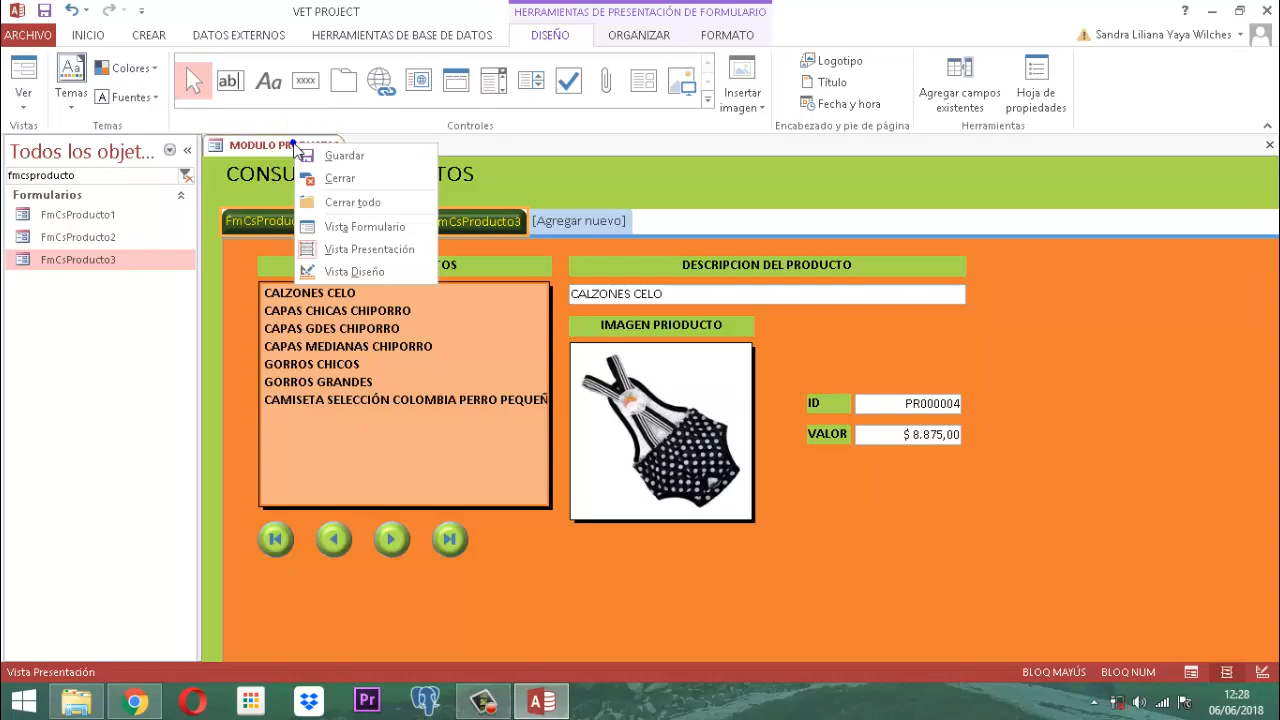 VET PROJECT
HERRAMIENTAS DE PRESENTACIÓN DE FORMULARIO
?
ARCHIVO INICIO CREAR DATOS EXTERNOS HERRAMIENTAS DE BASE DE DATOS DISEÑO ORGANIZAR FORMATO
Sandra Liliana Yaya Wilches
Ver
Temas
Colores
Fuentes
ab|
Aa
xxxx
Insertar
imagen
Logotipo
Título
Fecha y hora
Agregar campos
existentes
Hoja de
propiedades
Vistas
Temas
Controles
Encabezado y pie de página
Herramientas
Todos los objet...
fmcsproducto
Formularios
FmCsProducto1
FmCsProducto2
FmCsProducto3
Guardar
Cerrar
Cerrar todo
Vista Formulario
Vista Presentación
Vista Diseño
[Agregar nuevo]
DESCRIPCION DEL PRODUCTO
CALZONES CELO
CAPAS CHICAS CHIPORRO
CAPAS GDES CHIPORRO
CAPAS MEDIANAS CHIPORRO
GORROS CHICOS
GORROS GRANDES
CAMISETA SELECCIÓN COLOMBIA PERRO PEQUEÑ
CALZONES CELO
IMAGEN PRIODUCTO
ID PR000004
VALOR $ 8.875,00
Vista Presentación
BLOQ MAYÚS BLOQ NUM
Pr
12:28
06/06/2018